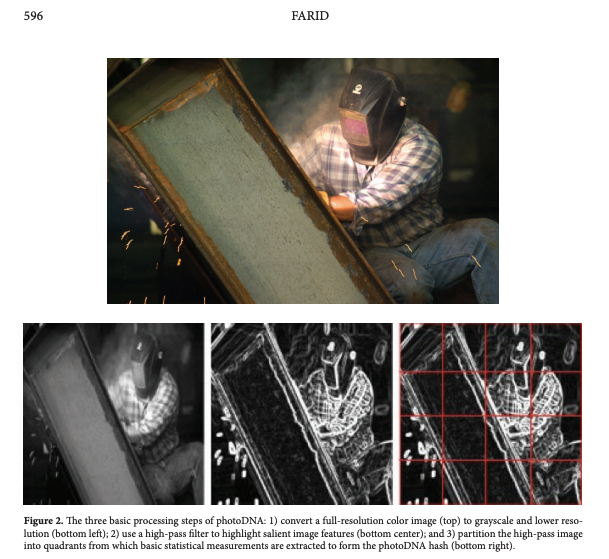 596
FARID
Figure 2. The three basic processing steps of photoDNA: 1) convert a full-resolution color image (top) to grayscale and lower reso-
lution (bottom left); 2) use a high-pass filter to highlight salient image features (bottom center); and 3) partition the high-pass image
into quadrants from which basic statistical measurements are extracted to form the photoDNA hash (bottom right).